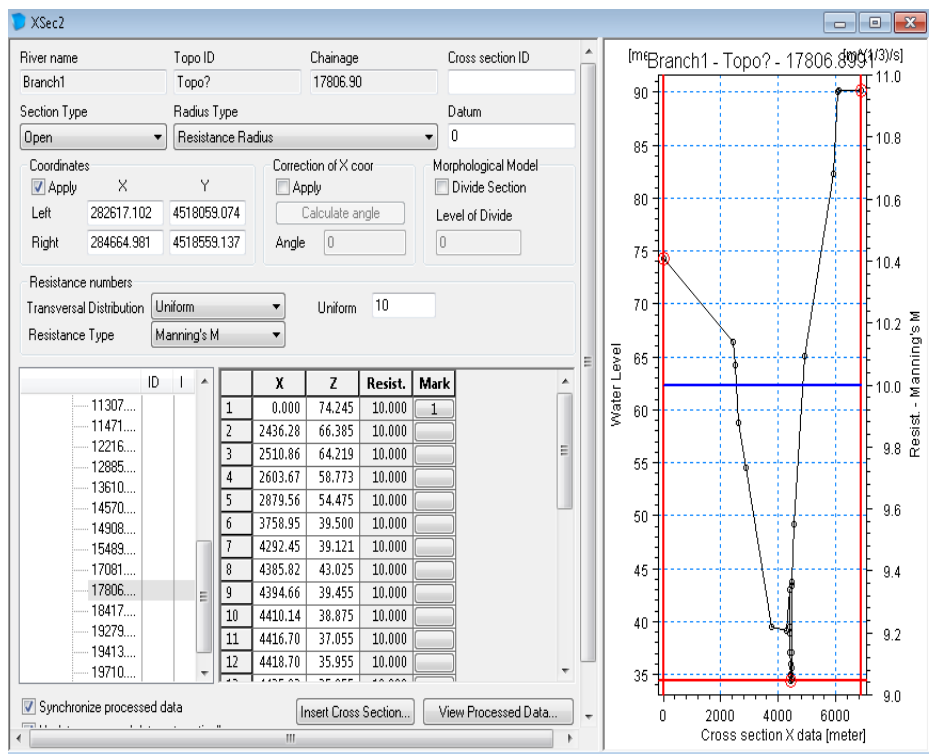 XSec2
River name Topo ID Chainage Cross section ID
Branch1 Topo? 17806.90
Section Type Radius Type Datum
Open Resistance Radius 0
Coordinates Correction of X coor Morphological Model
Apply X Y Apply Divide Section
Left 282617.102 4518059.074 Calculate angle Level of Divide
Right 284664.981 4518559.137 Angle 0 0
Resistance numbers
Transversal Distribution Uniform Uniform 10
Resistance Type Manning's M
ID I
11307....
11471....
12216....
12885....
13610....
14570....
14908....
15489....
17081....
17806....
18417....
19279....
19413....
19710....
X Z Resist. Mark
1 0.000 74.245 10.000 1
2 2436.28 66.385 10.000
3 2510.86 64.219 10.000
4 2603.67 58.773 10.000
5 2879.56 54.475 10.000
6 3758.95 39.500 10.000
7 4292.45 39.121 10.000
8 4385.82 43.025 10.000
9 4394.66 39.455 10.000
10 4410.14 38.875 10.000
11 4416.70 37.055 10.000
12 4418.70 35.955 10.000
Synchronize processed data
Insert Cross Section... View Processed Data...
Branch1 - Topo? - 17806.8991
90
85
80
75
70
65
60
55
50
45
40
35
Water Level
11.0
10.8
10.6
10.4
10.2
10.0
9.8
9.6
9.4
9.2
9.0
Resist. - Manning's M
0 2000 4000 6000
Cross section X data [meter]